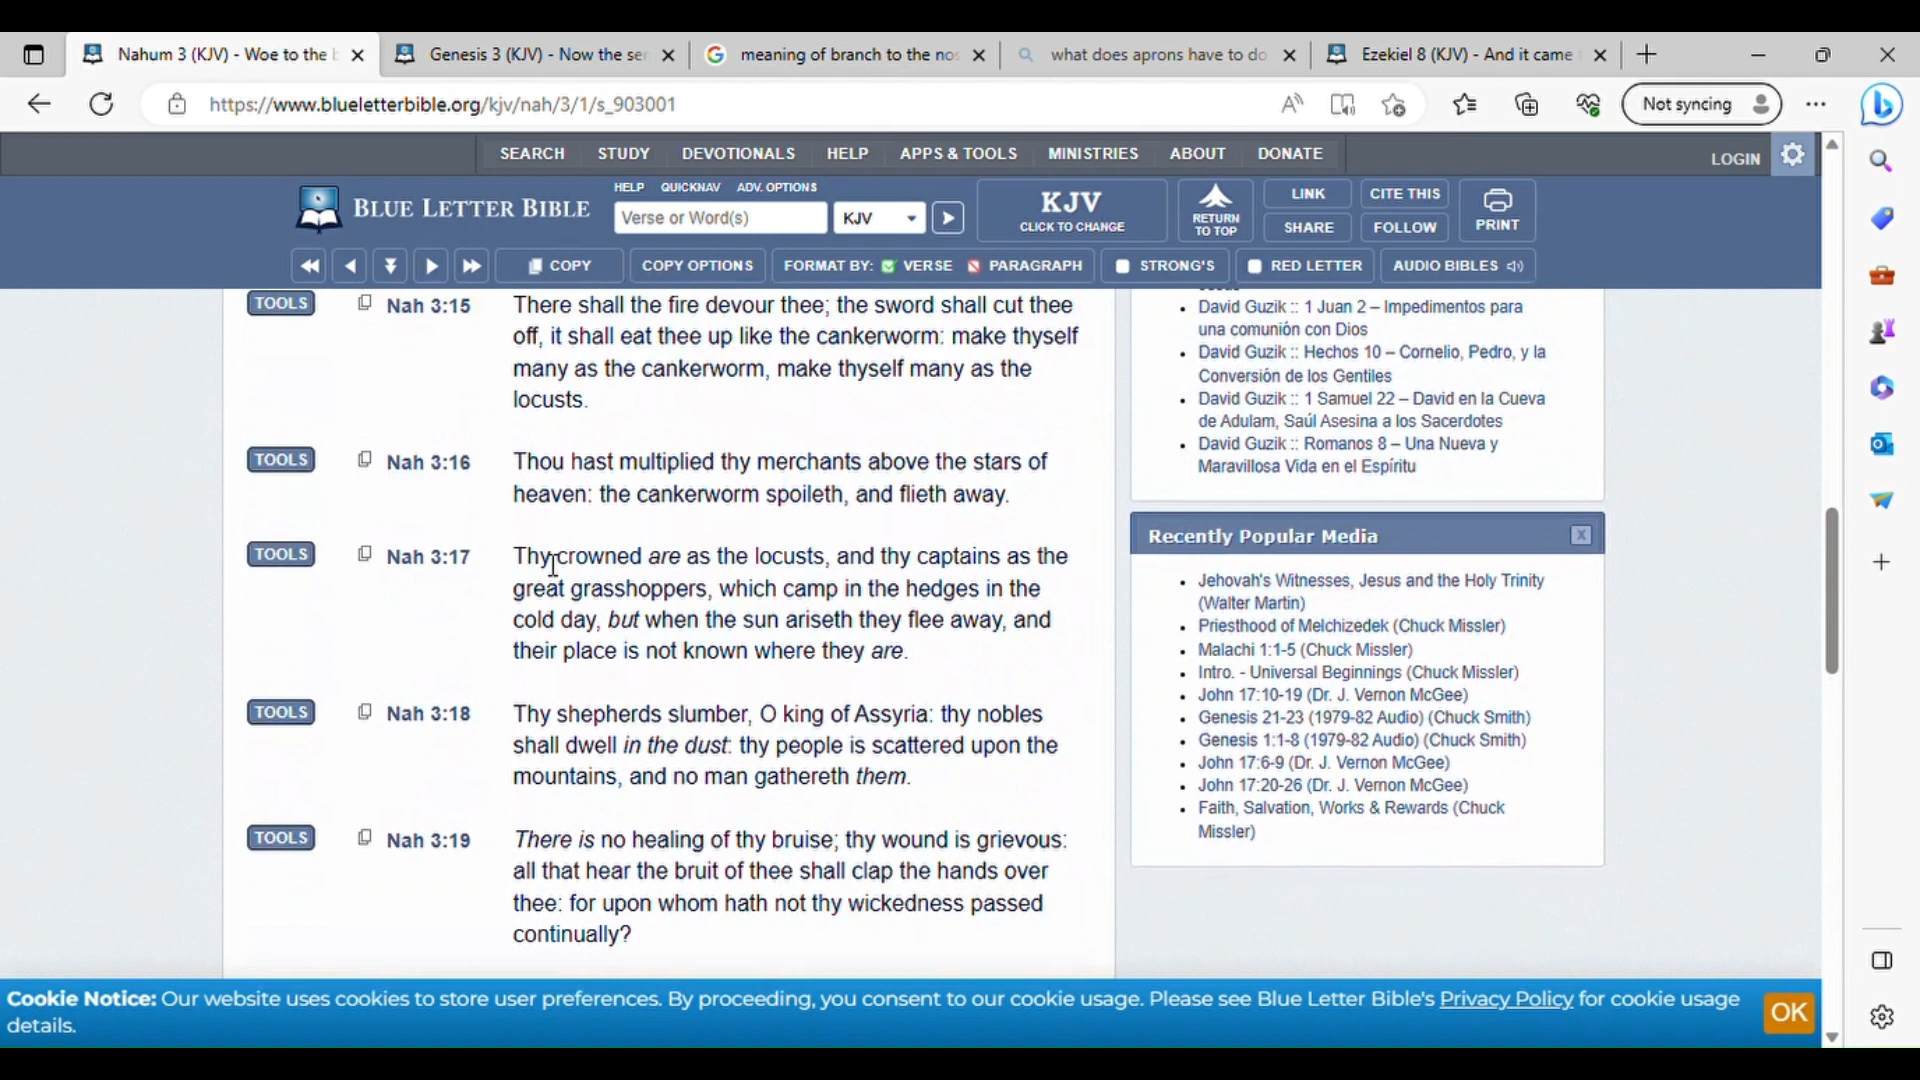 Nahum 3 (KJV) - Woe to the b
Genesis 3 (KJV) - Now the ser
meaning of branch to the nos
what does aprons have to do
Ezekiel 8 (KJV) - And it came
https://www.blueletterbible.org/kjv/nah/3/1/s_903001
Not syncing
SEARCH STUDY DEVOTIONALS HELP APPS & TOOLS MINISTRIES ABOUT DONATE
LOGIN
BLUE LETTER BIBLE
HELP QUICKNAV ADV. OPTIONS
Verse or Word(s)
KJV
KJV
CLICK TO CHANGE
RETURN
TO TOP
LINK
CITE THIS
SHARE
FOLLOW
PRINT
COPY
COPY OPTIONS
FORMAT BY: VERSE PARAGRAPH
STRONG'S
RED LETTER
AUDIO BIBLES
TOOLS Nah 3:15 There shall the fire devour thee; the sword shall cut thee
off, it shall eat thee up like the cankerworm: make thyself
many as the cankerworm, make thyself many as the
locusts.
TOOLS Nah 3:16 Thou hast multiplied thy merchants above the stars of
heaven: the cankerworm spoileth, and flieth away.
TOOLS Nah 3:17 Thy crowned are as the locusts, and thy captains as the
great grasshoppers, which camp in the hedges in the
cold day, but when the sun ariseth they flee away, and
their place is not known where they are.
TOOLS Nah 3:18 Thy shepherds slumber, O king of Assyria: thy nobles
shall dwell in the dust: thy people is scattered upon the
mountains, and no man gathereth them.
TOOLS Nah 3:19 There is no healing of thy bruise; thy wound is grievous:
all that hear the bruit of thee shall clap the hands over
thee: for upon whom hath not thy wickedness passed
continually?
David Guzik :: 1 Juan 2 – Impedimentos para
una comunión con Dios
David Guzik :: Hechos 10 – Cornelio, Pedro, y la
Conversión de los Gentiles
David Guzik :: 1 Samuel 22 – David en la Cueva
de Adulam, Saúl Asesina a los Sacerdotes
David Guzik :: Romanos 8 – Una Nueva y
Maravillosa Vida en el Espíritu
Recently Popular Media
Jehovah's Witnesses, Jesus and the Holy Trinity
(Walter Martin)
Priesthood of Melchizedek (Chuck Missler)
Malachi 1:1-5 (Chuck Missler)
Intro. - Universal Beginnings (Chuck Missler)
John 17:10-19 (Dr. J. Vernon McGee)
Genesis 21-23 (1979-82 Audio) (Chuck Smith)
Genesis 1:1-8 (1979-82 Audio) (Chuck Smith)
John 17:6-9 (Dr. J. Vernon McGee)
John 17:20-26 (Dr. J. Vernon McGee)
Faith, Salvation, Works & Rewards (Chuck
Missler)
Cookie Notice: Our website uses cookies to store user preferences. By proceeding, you consent to our cookie usage. Please see Blue Letter Bible's Privacy Policy for cookie usage
details.
OK